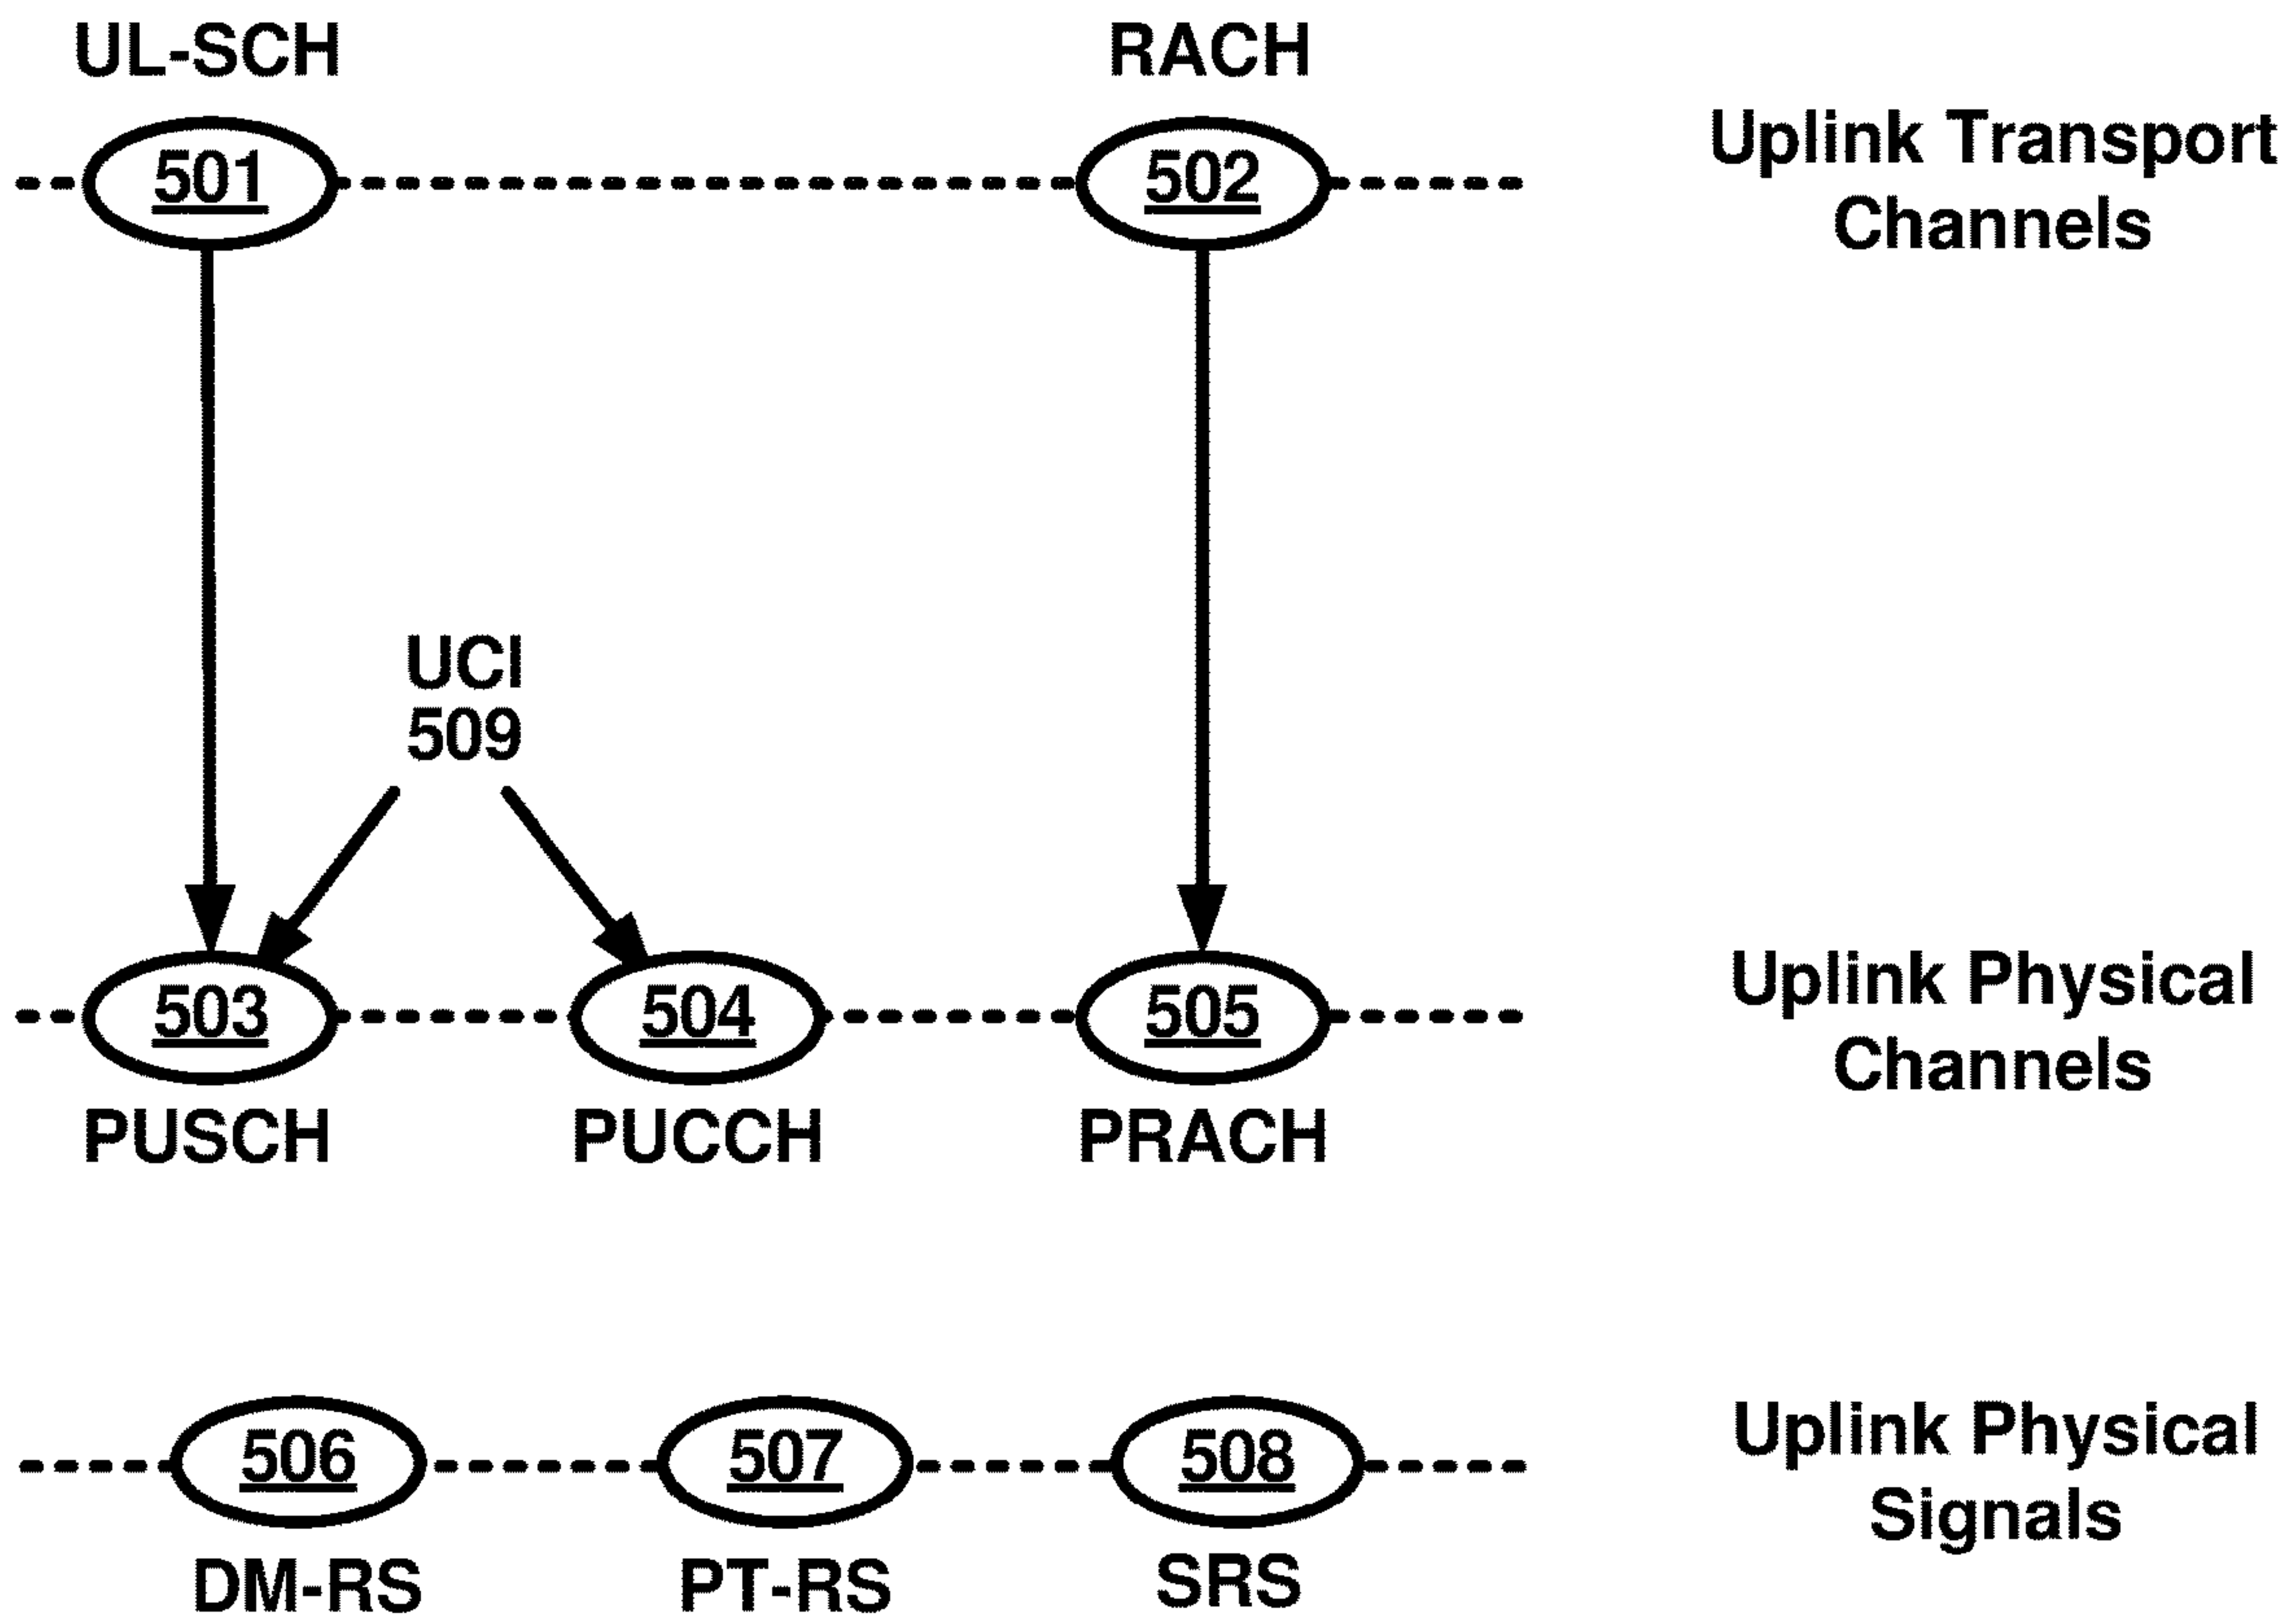 UL-SCH
RACH
501
502
Uplink Transport
Channels
UCI
509
503
504
505
Uplink Physical
Channels
PUSCH
PUCCH
PRACH
506
507
508
Uplink Physical
Signals
DM-RS
PT-RS
SRS